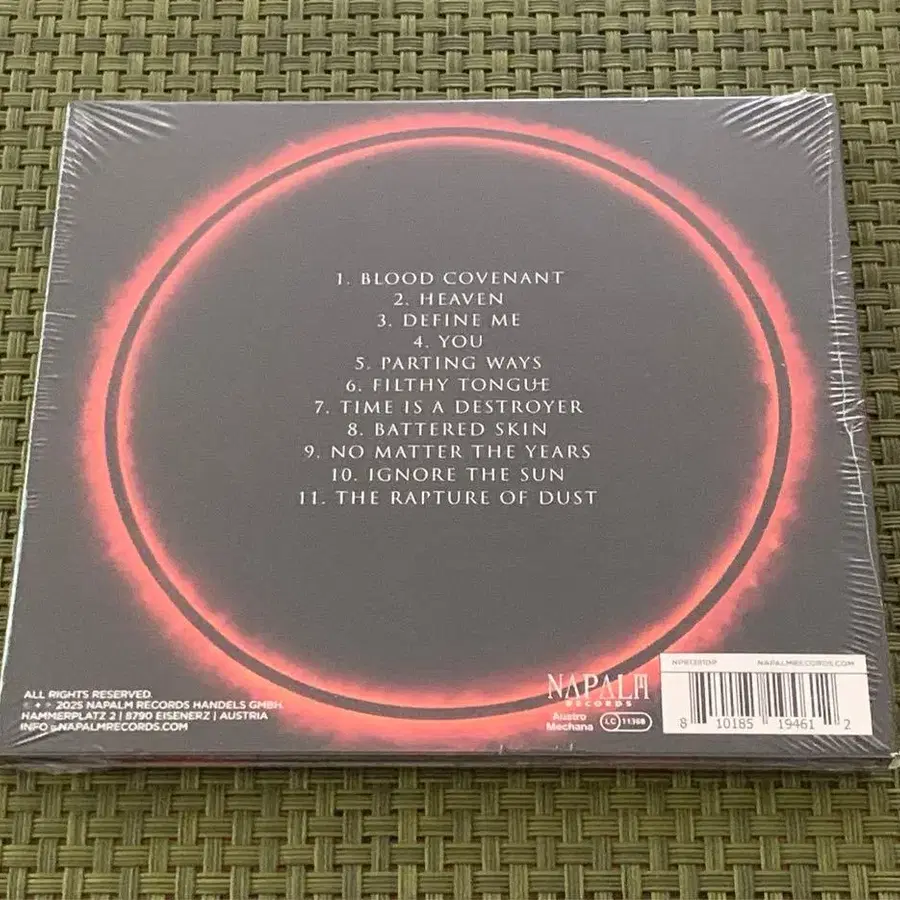 1. BLOOD COVENANT
2. HEAVEN
3. DEFINE ME
4. YOU
5. PARTING WAYS
6. FILTHY TONGUE
7. TIME IS A DESTROYER
8. BATTERED SKIN
9. NO MATTER THE YEARS
10. IGNORE THE SUN
11. THE RAPTURE OF DUST
ALL RIGHTS RESERVED.
2025 NAPALM RECORDS HANDELS GMBH.
HAMMERPLATZ 2 | 8790 EISENERZ | AUSTRIA
INFO@NAPALMRECORDS.COM
NAPALM
RECORDS
Austro
Mechana
LC 11368
NAPALMRECORDS.COM
8 10185 19461 2